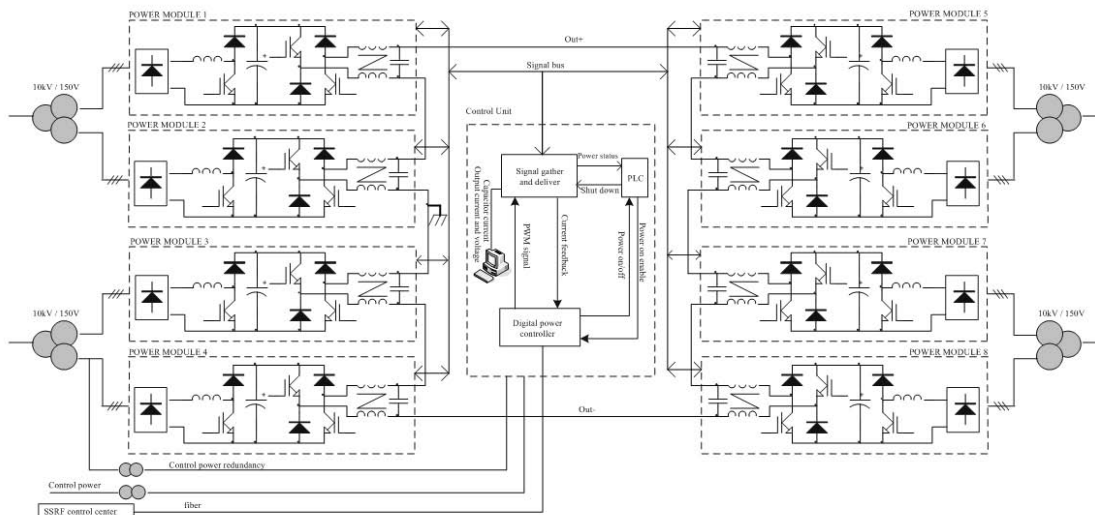 POWER MODULE 1
POWER MODULE 5
Out+
Signal bus
10kV / 150V
10kV / 150V
Control Unit
POWER MODULE 2
POWER MODULE 6
Signal gather
and deliver
Power status
Shut down
PLC
Capacitor current
Output current and voltage
PWM signal
Current feedback
Power on/off
Power on enable
POWER MODULE 3
POWER MODULE 7
10kV / 150V
10kV / 150V
Digital power
controller
POWER MODULE 4
POWER MODULE 8
Out-
Control power redundancy
Control power
fiber
SSRF control center
+
+
+
+
+
+
+
+